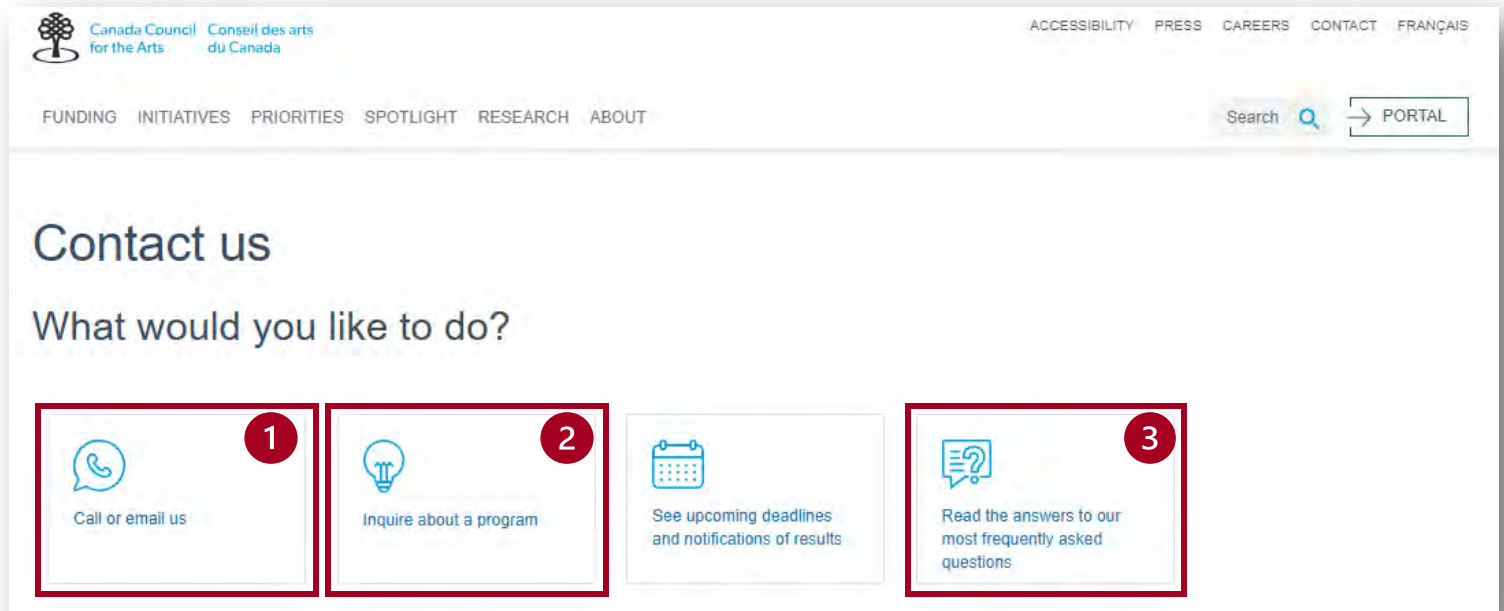 Canada Council Conseil des arts
for the Arts du Canada
ACCESSIBILITY PRESS CAREERS CONTACT FRANÇAIS
FUNDING INITIATIVES PRIORITIES SPOTLIGHT RESEARCH ABOUT
Search PORTAL
Contact us
What would you like to do?
1
Call or email us
2
Inquire about a program
See upcoming deadlines
and notifications of results
3
Read the answers to our
most frequently asked
questions